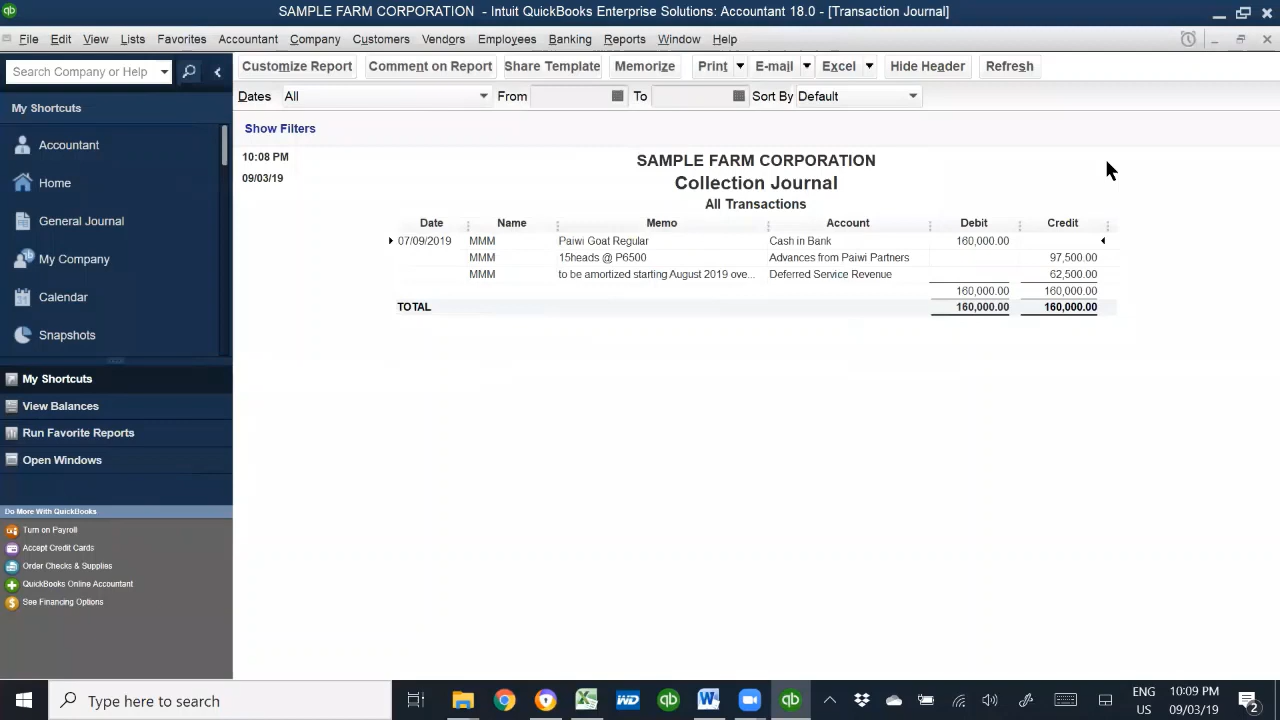 SAMPLE FARM CORPORATION - Intuit QuickBooks Enterprise Solutions: Accountant 18.0 - [Transaction Journal]
File Edit View Lists Favorites Accountant Company Customers Vendors Employees Banking Reports Window Help
Search Company or Help
Customize Report Comment on Report Share Template Memorize Print E-mail Excel Hide Header Refresh
Dates All From To Sort By Default
Show Filters
My Shortcuts
Accountant
Home
General Journal
My Company
Calendar
Snapshots
My Shortcuts
View Balances
Run Favorite Reports
Open Windows
Do More With QuickBooks
Turn on Payroll
Accept Credit Cards
Order Checks & Supplies
QuickBooks Online Accountant
See Financing Options
10:08 PM
09/03/19
SAMPLE FARM CORPORATION
Collection Journal
All Transactions
Date Name Memo Account Debit Credit
07/09/2019 MMM Paiwi Goat Regular Cash in Bank 160,000.00
MMM 15heads @ P6500 Advances from Paiwi Partners 97,500.00
MMM to be amortized starting August 2019 ove... Deferred Service Revenue 62,500.00
160,000.00 160,000.00
TOTAL 160,000.00 160,000.00
Type here to search
WD
ENG
US
10:09 PM
09/03/19
2